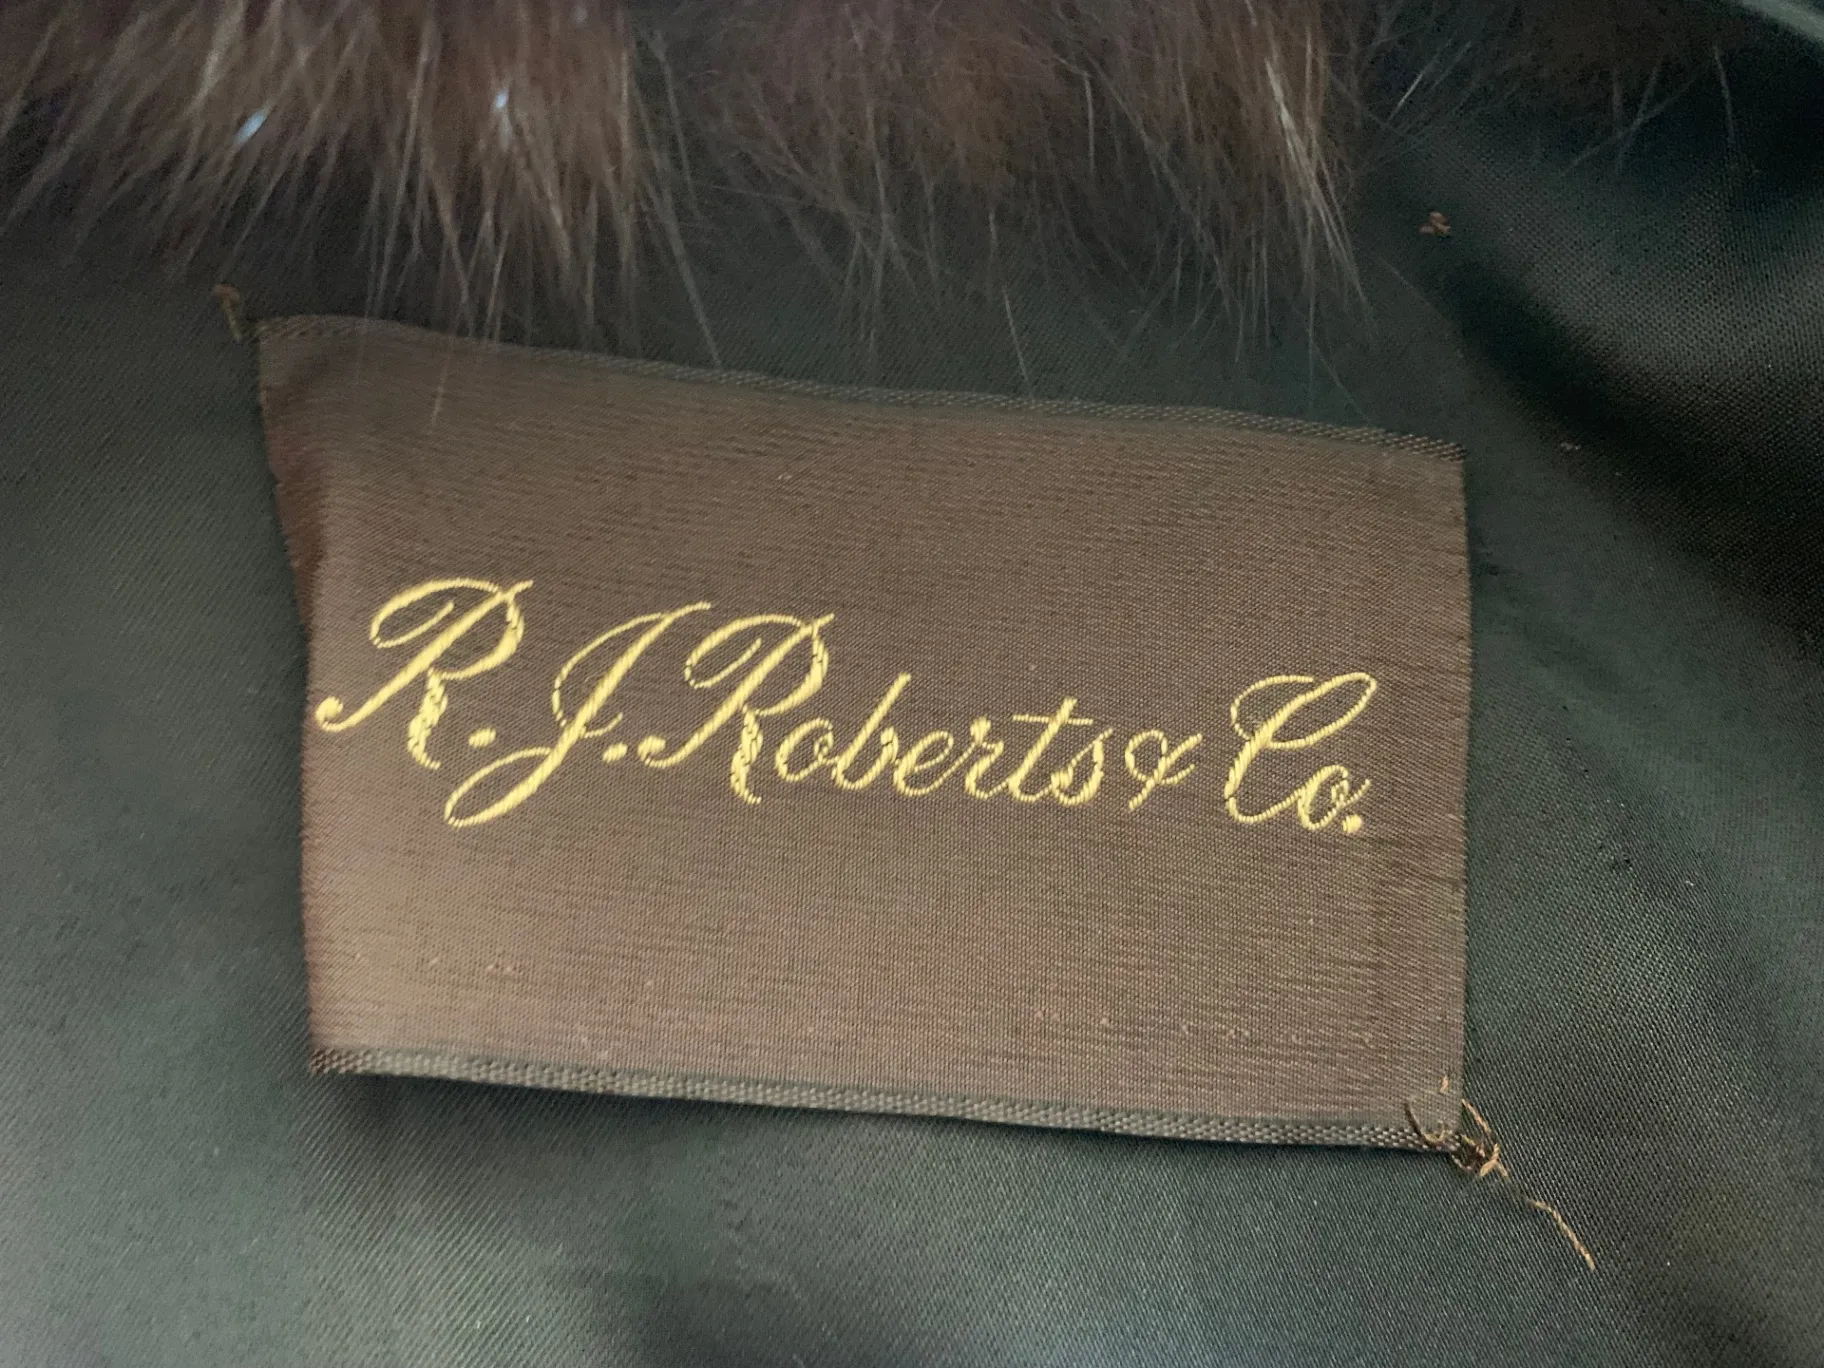 R. J. Roberts & Co.